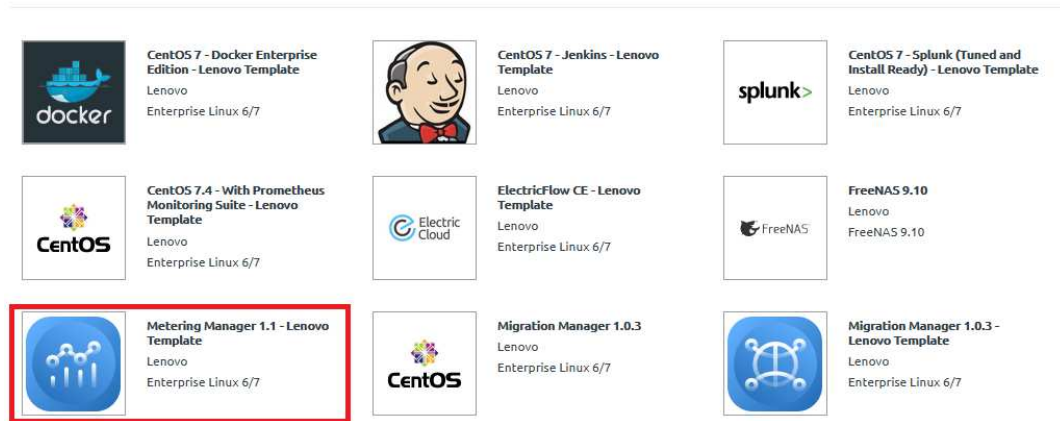 docker
CentOS 7 - Docker Enterprise
Edition - Lenovo Template
Lenovo
Enterprise Linux 6/7
CentOS 7 - Jenkins - Lenovo
Template
Lenovo
Enterprise Linux 6/7
splunk>
CentOS 7 - Splunk (Tuned and
Install Ready) - Lenovo Template
Lenovo
Enterprise Linux 6/7
CentOS
CentOS 7.4 - With Prometheus
Monitoring Suite - Lenovo
Template
Lenovo
Enterprise Linux 6/7
Electric
Cloud
ElectricFlow CE - Lenovo
Template
Lenovo
Enterprise Linux 6/7
FreeNAS
FreeNAS 9.10
Lenovo
FreeNAS 9.10
Metering Manager 1.1 - Lenovo
Template
Lenovo
Enterprise Linux 6/7
CentOS
Migration Manager 1.0.3
Lenovo
Enterprise Linux 6/7
Migration Manager 1.0.3 -
Lenovo Template
Lenovo
Enterprise Linux 6/7